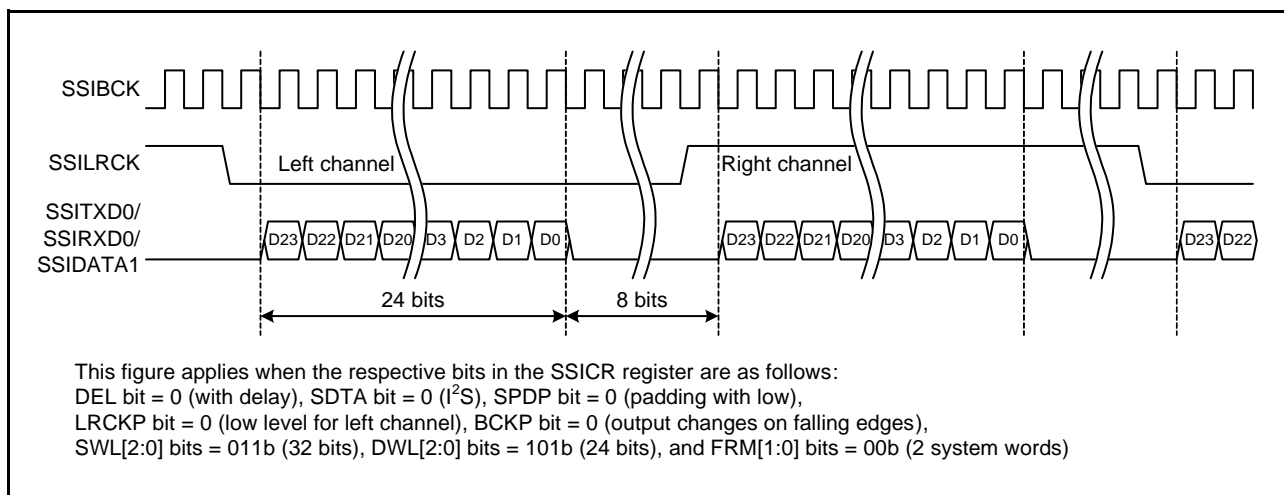 SSIBCK
SSILRCK
Left channel
Right channel
SSITXD0/
SSIRXD0/
SSIDATA1
D23 D22 D21 D20 D3 D2 D1 D0 D23 D22 D21 D20 D3 D2 D1 D0 D23 D22
24 bits
8 bits
This figure applies when the respective bits in the SSICR register are as follows:
DEL bit = 0 (with delay), SDTA bit = 0 (I²S), SPDP bit = 0 (padding with low),
LRCKP bit = 0 (low level for left channel), BCKP bit = 0 (output changes on falling edges),
SWL[2:0] bits = 011b (32 bits), DWL[2:0] bits = 101b (24 bits), and FRM[1:0] bits = 00b (2 system words)